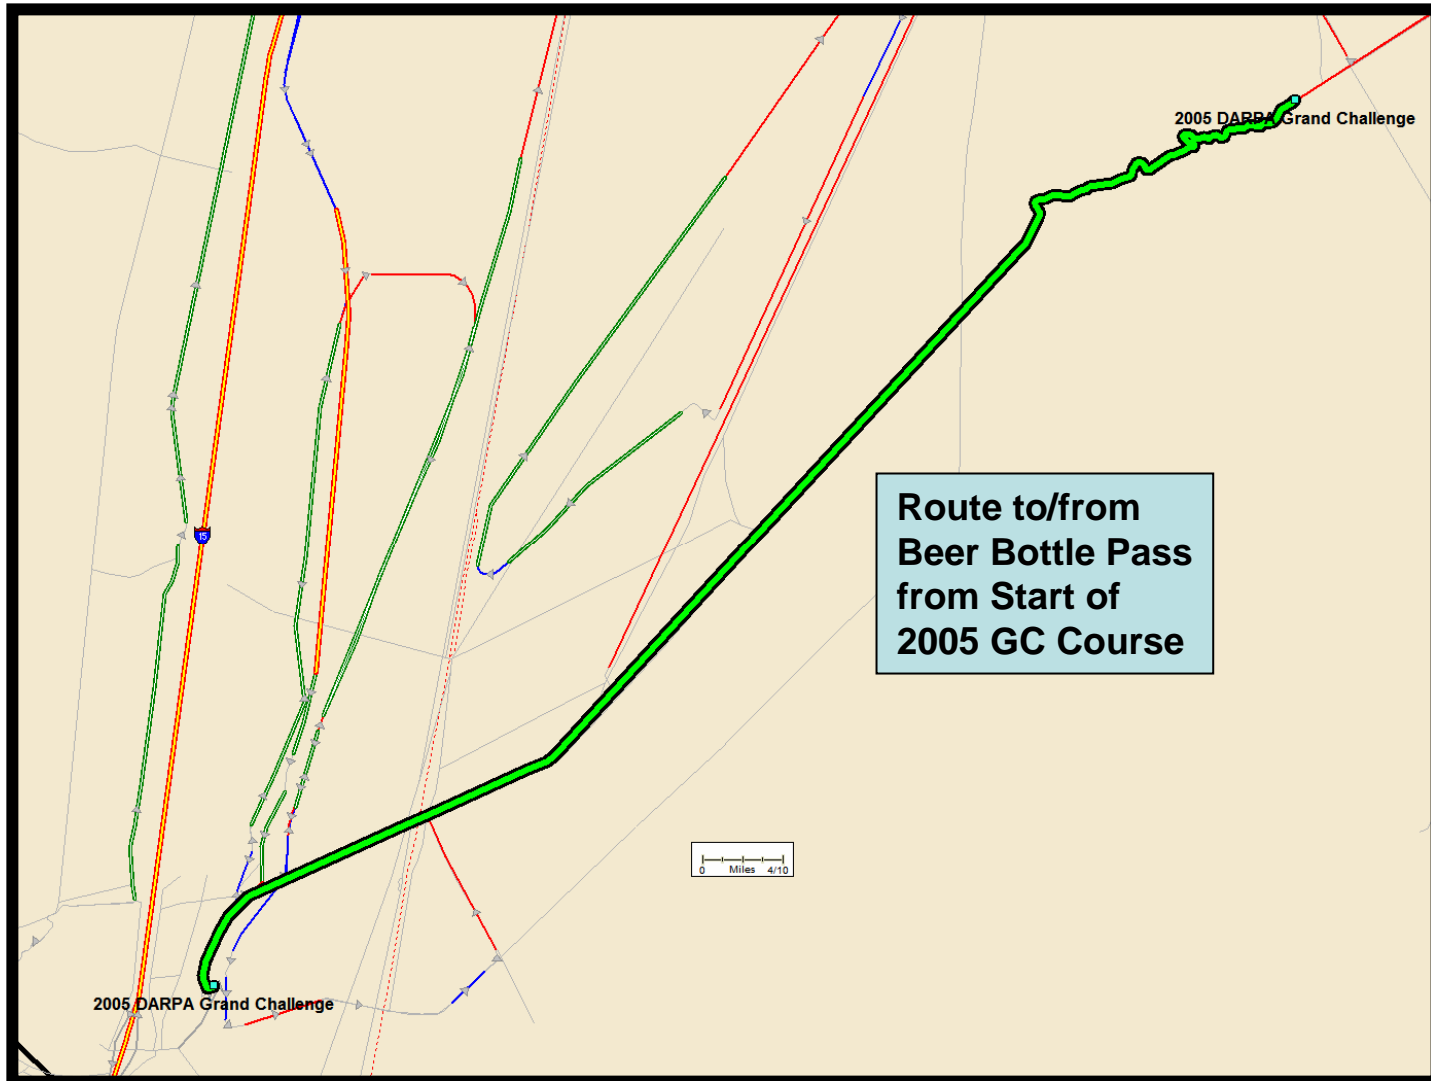 2005 DARPA Grand Challenge
15
Route to/from
Beer Bottle Pass
from Start of
2005 GC Course
0 Miles 4/10
2005 DARPA Grand Challenge